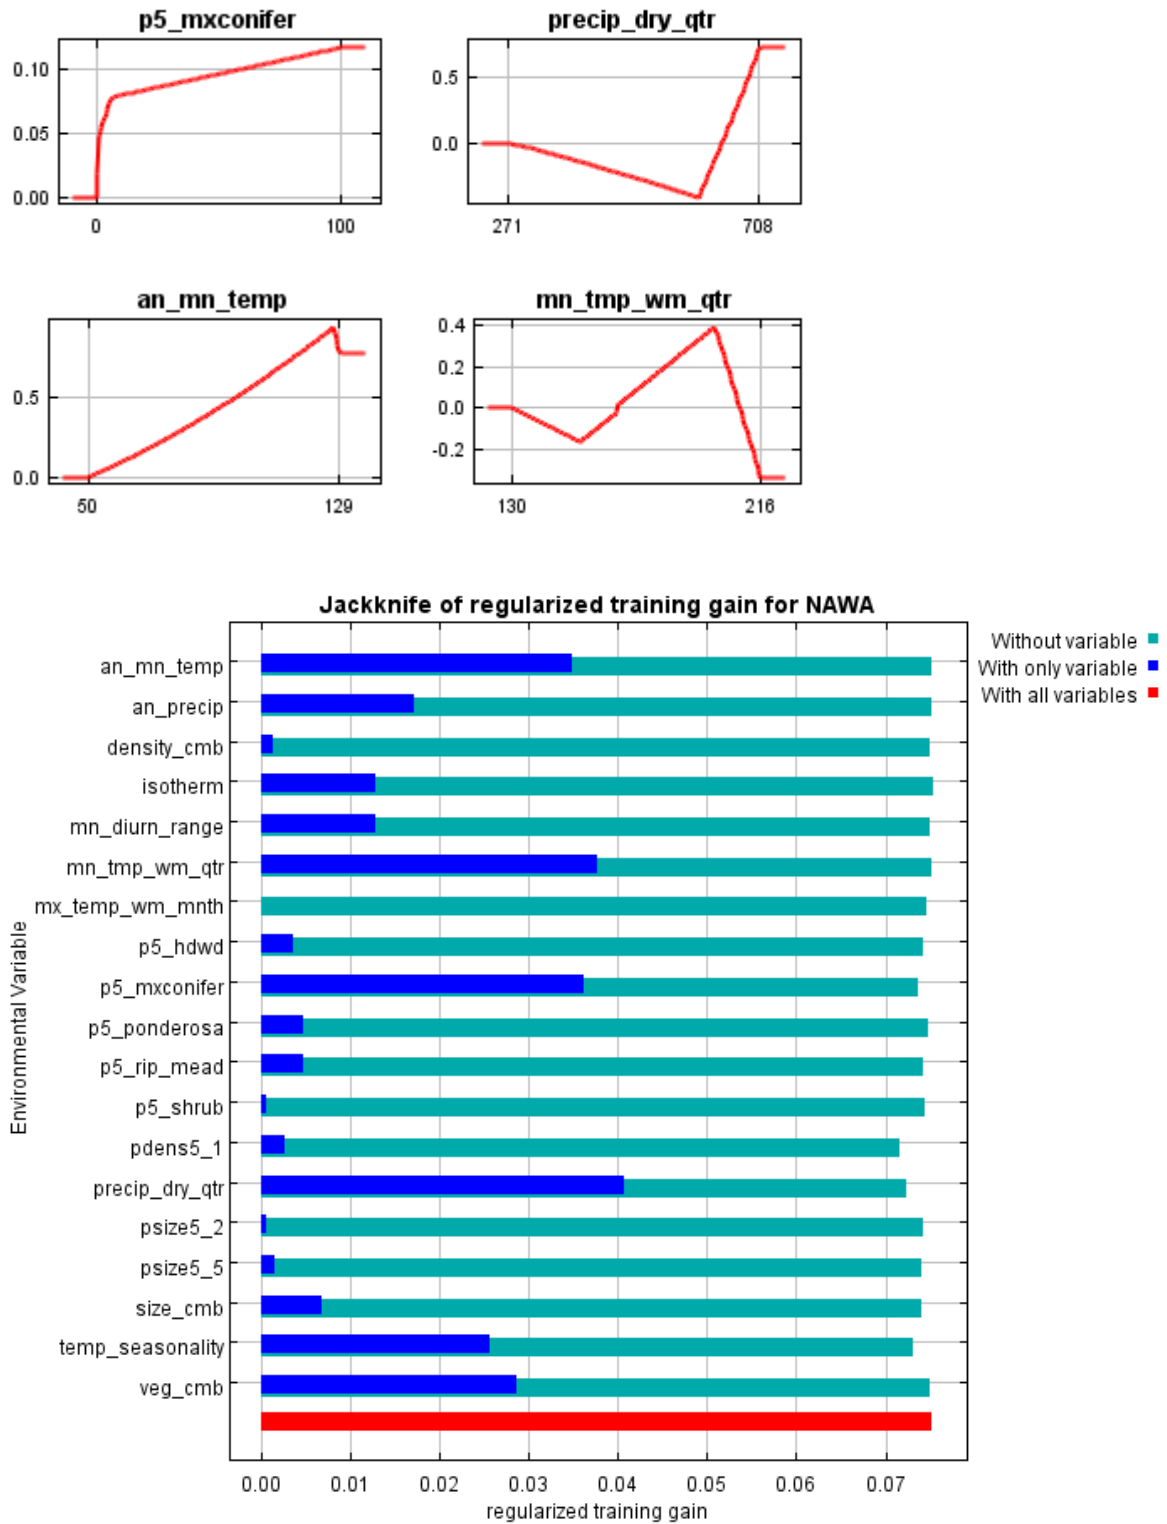 p5_mxconifer
0.10
0.05
0.00
0
100
precip_dry_qtr
0.5
0.0
271
708
an_mn_temp
0.5
0.0
50
129
mn_tmp_wm_qtr
0.4
0.2
0.0
-0.2
130
216
Jackknife of regularized training gain for NAWA
Without variable
With only variable
With all variables
Environmental Variable
an_mn_temp
an_precip
density_cmb
isotherm
mn_diurn_range
mn_tmp_wm_qtr
mx_temp_wm_mnth
p5_hdwd
p5_mxconifer
p5_ponderosa
p5_rip_mead
p5_shrub
pdens5_1
precip_dry_qtr
psize5_2
psize5_5
size_cmb
temp_seasonality
veg_cmb
0.00 0.01 0.02 0.03 0.04 0.05 0.06 0.07
regularized training gain